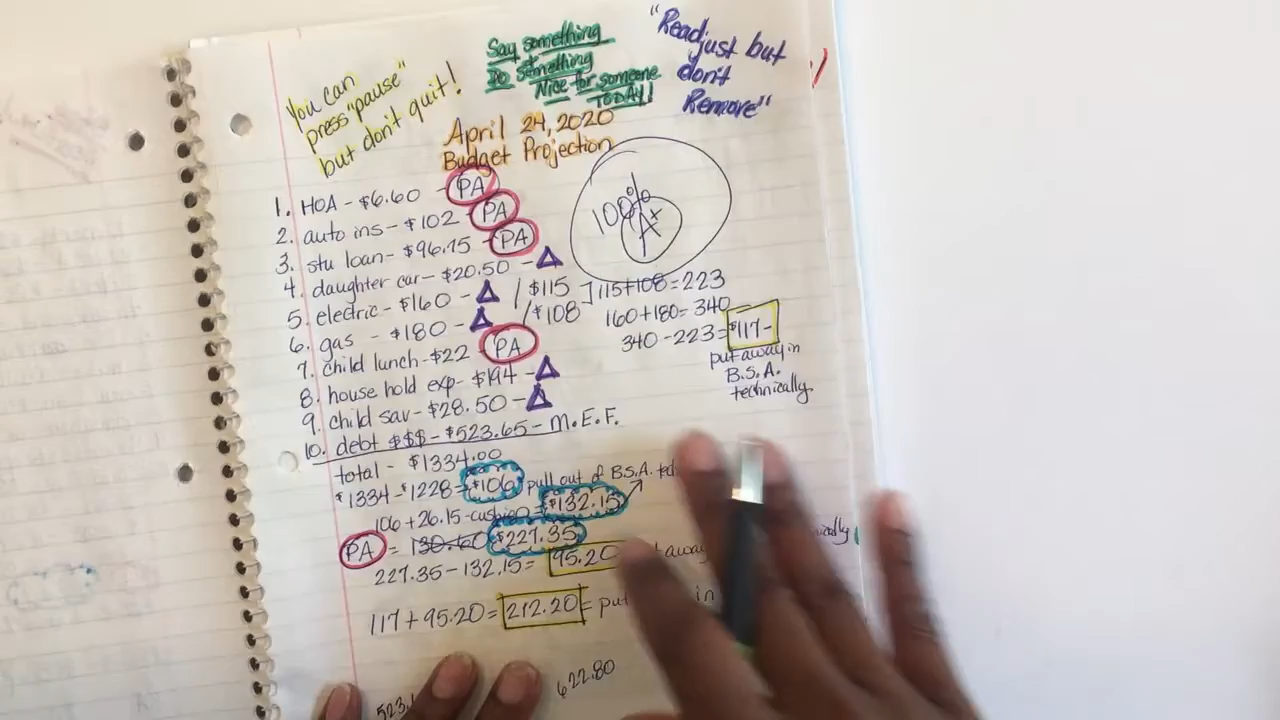 You can
press "pause"
but don't quit!
Say something
Do something
Nice for someone
TODAY!
"Readjust but
don't
Remove"
April 24, 2020
Budget Projection
1. HOA - $6.60 - PA
2. auto ins - $102 PA
3. stu loan - $96.75 - PA
4. daughter car - $20.50 -
5. electric - $160 - / $115
6. gas - $180 - / $108
7. child lunch - $22 PA
8. house hold exp - $194 -
9. child sav - $28.50 -
10. debt $$$ - $523.65 - M.E.F.
100%
A+
115+108=223
160+180=340
340-223= $117-
put away in
B.S.A.
technically.
total - $1334.00
$1334-$1228= $106 pull out of B.S.A.
106+26.15-cushion = $132.15
PA = 130.60 $227.35
227.35-132.15= 95.20
117+95.20= 212.20 = put in
622.80